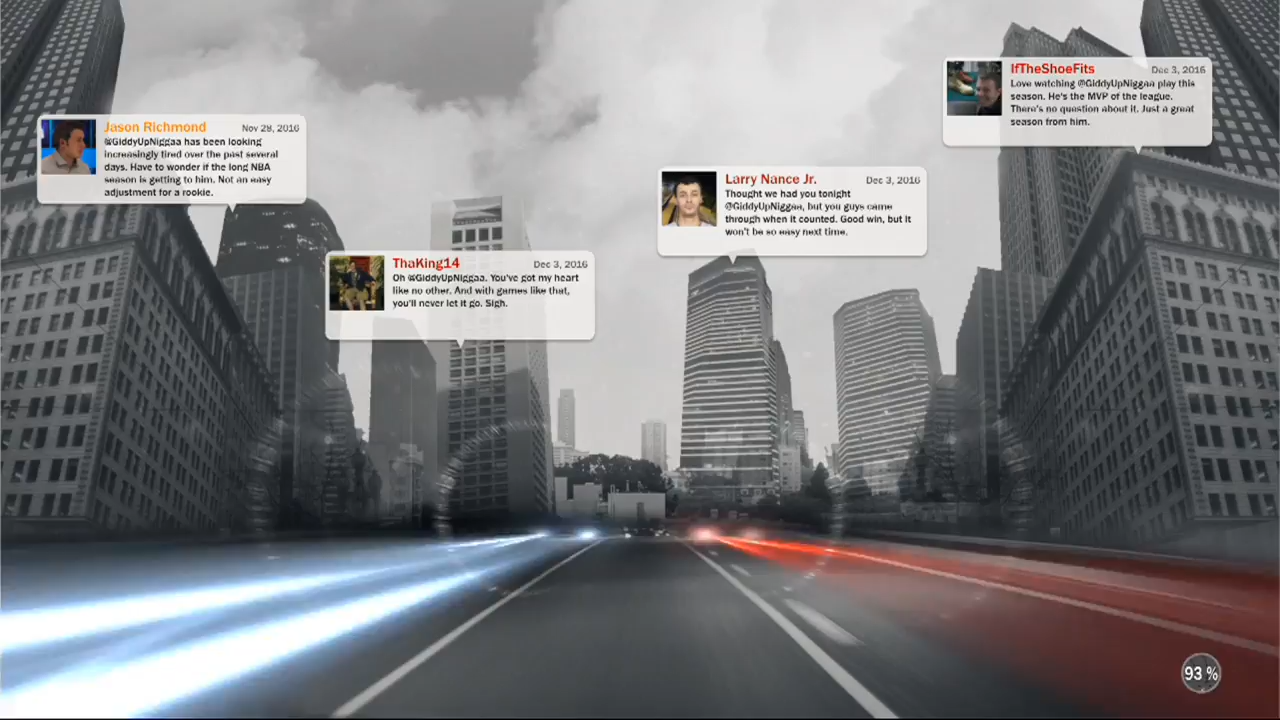 Jason Richmond Nov 28, 2016
@GiddyUpNiggaa has been looking
increasingly tired over the past several
days. Have to wonder if the long NBA
season is getting to him. Not an easy
adjustment for a rookie.
ThaKing14 Dec 3, 2016
Oh @GiddyUpNiggaa. You've got my heart
like no other. And with games like that,
you'll never let it go. Sigh.
Larry Nance Jr. Dec 3, 2016
Thought we had you tonight
@GiddyUpNiggaa, but you guys came
through when it counted. Good win, but it
won't be so easy next time.
IfTheShoeFits Dec 3, 2016
Love watching @GiddyUpNiggaa play this
season. He's the MVP of the league.
There's no question about it. Just a great
season from him.
93 %